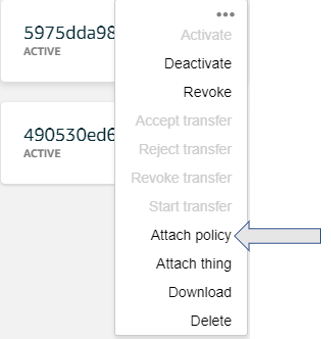 5975dda98
ACTIVE
490530ed6
ACTIVE
Activate
Deactivate
Revoke
Accept transfer
Reject transfer
Revoke transfer
Start transfer
Attach policy
Attach thing
Download
Delete